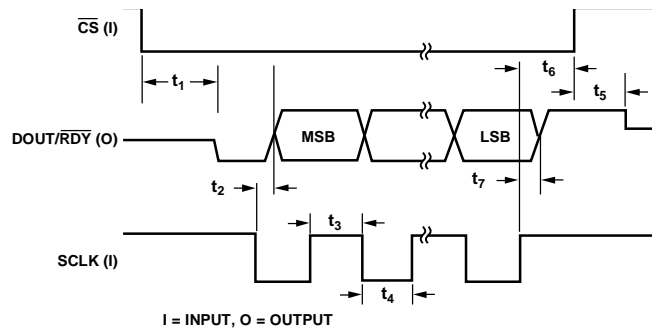 CS (I)
t1
t6
t5
DOUT/RDY (O)
MSB
LSB
t2
t7
t3
SCLK (I)
t4
I = INPUT, O = OUTPUT